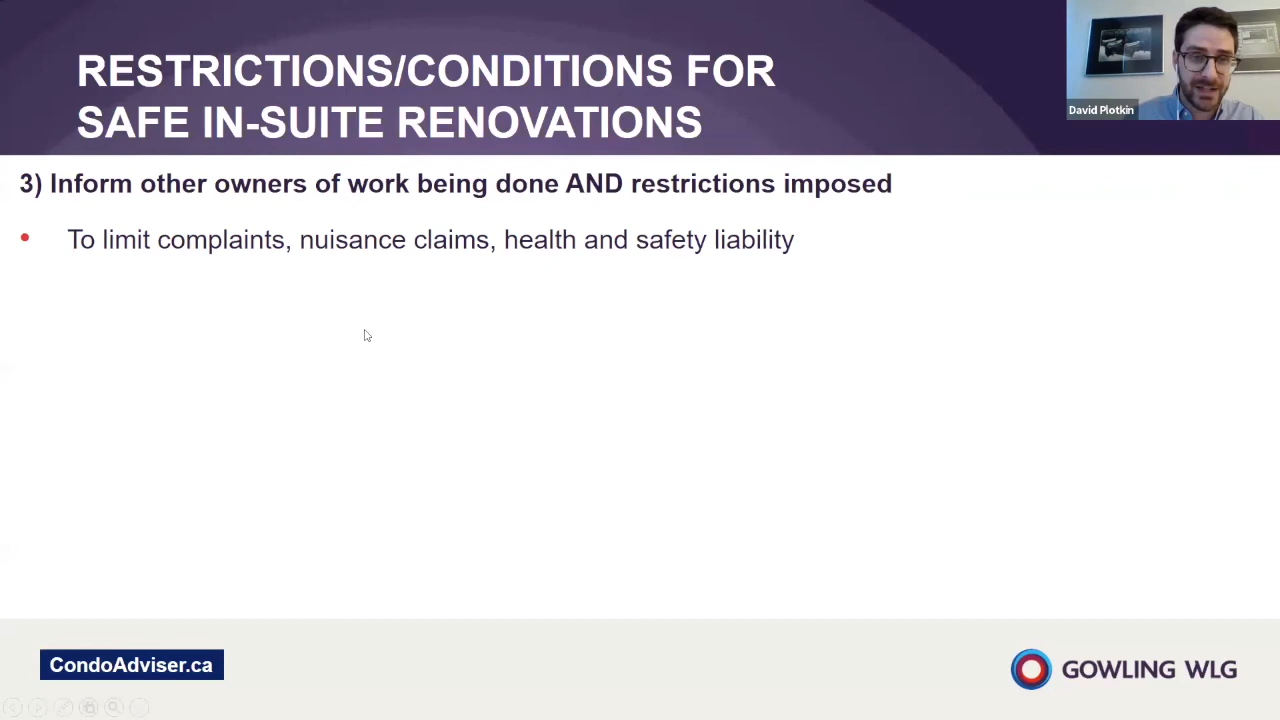 RESTRICTIONS/CONDITIONS FOR
SAFE IN-SUITE RENOVATIONS
David Plotkin
3) Inform other owners of work being done AND restrictions imposed
• To limit complaints, nuisance claims, health and safety liability
CondoAdviser.ca
GOWLING WLG